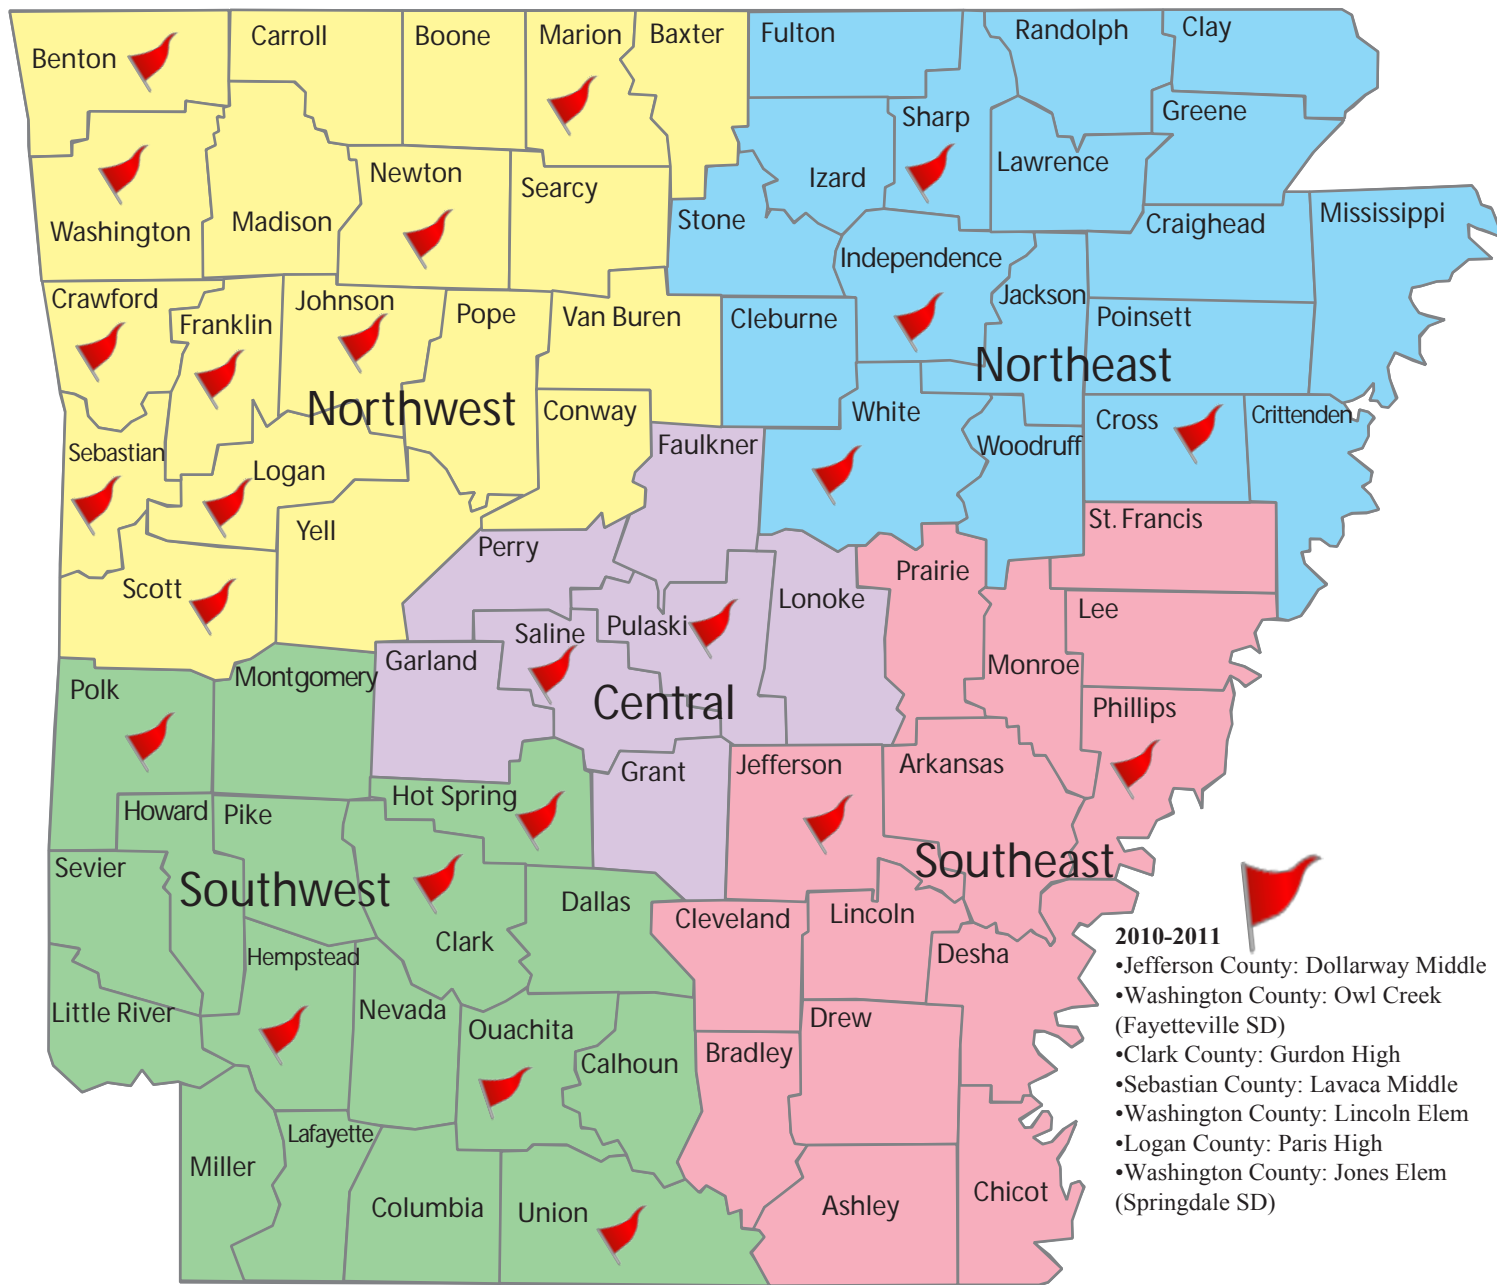 Benton
Carroll
Boone
Marion
Baxter
Fulton
Randolph
Clay
Sharp
Greene
Izard
Lawrence
Newton
Searcy
Washington
Madison
Stone
Craighead
Mississippi
Independence
Jackson
Crawford
Franklin
Johnson
Pope
Van Buren
Cleburne
Poinsett
Northwest
Northeast
Conway
White
Cross
Crittenden
Sebastian
Logan
Faulkner
Woodruff
Yell
St. Francis
Perry
Prairie
Scott
Lonoke
Lee
Saline
Pulaski
Garland
Monroe
Polk
Montgomery
Central
Phillips
Grant
Jefferson
Arkansas
Howard
Pike
Hot Spring
Sevier
Southwest
Southeast
Dallas
Cleveland
Lincoln
Clark
Hempstead
Desha
Little River
Nevada
Ouachita
Drew
Calhoun
Bradley
Lafayette
Miller
Columbia
Union
Ashley
Chicot
2010-2011
•Jefferson County: Dollarway Middle
•Washington County: Owl Creek
(Fayetteville SD)
•Clark County: Gurdon High
•Sebastian County: Lavaca Middle
•Washington County: Lincoln Elem
•Logan County: Paris High
•Washington County: Jones Elem
(Springdale SD)